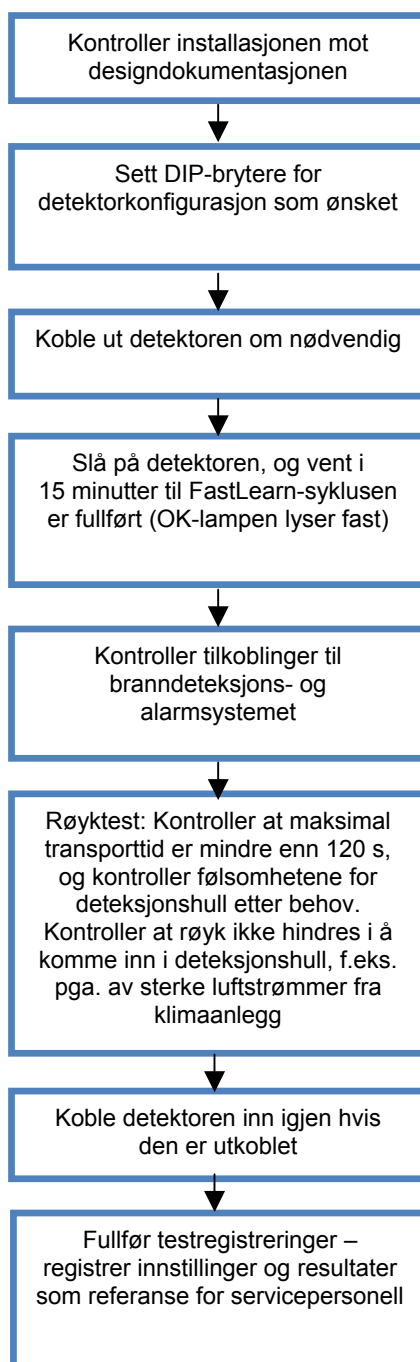 Kontroller installasjonen mot
designdokumentasjonen
Sett DIP-brytere for
detektorkonfigurasjon som ønsket
Koble ut detektoren om nødvendig
Slå på detektoren, og vent i
15 minutter til FastLearn-syklusen
er fullført (OK-lampen lyser fast)
Kontroller tilkoblinger til
branndeteksjons- og
alarmsystemet
Røyktest: Kontroller at maksimal
transporttid er mindre enn 120 s,
og kontroller følsomhetene for
deteksjonshull etter behov.
Kontroller at røyk ikke hindres i å
komme inn i deteksjonshull, f.eks.
pga. av sterke luftstrømmer fra
klimaanlegg
Koble detektoren inn igjen hvis
den er utkoblet
Fullfør testregistreringer –
registrer innstillinger og resultater
som referanse for servicepersonell